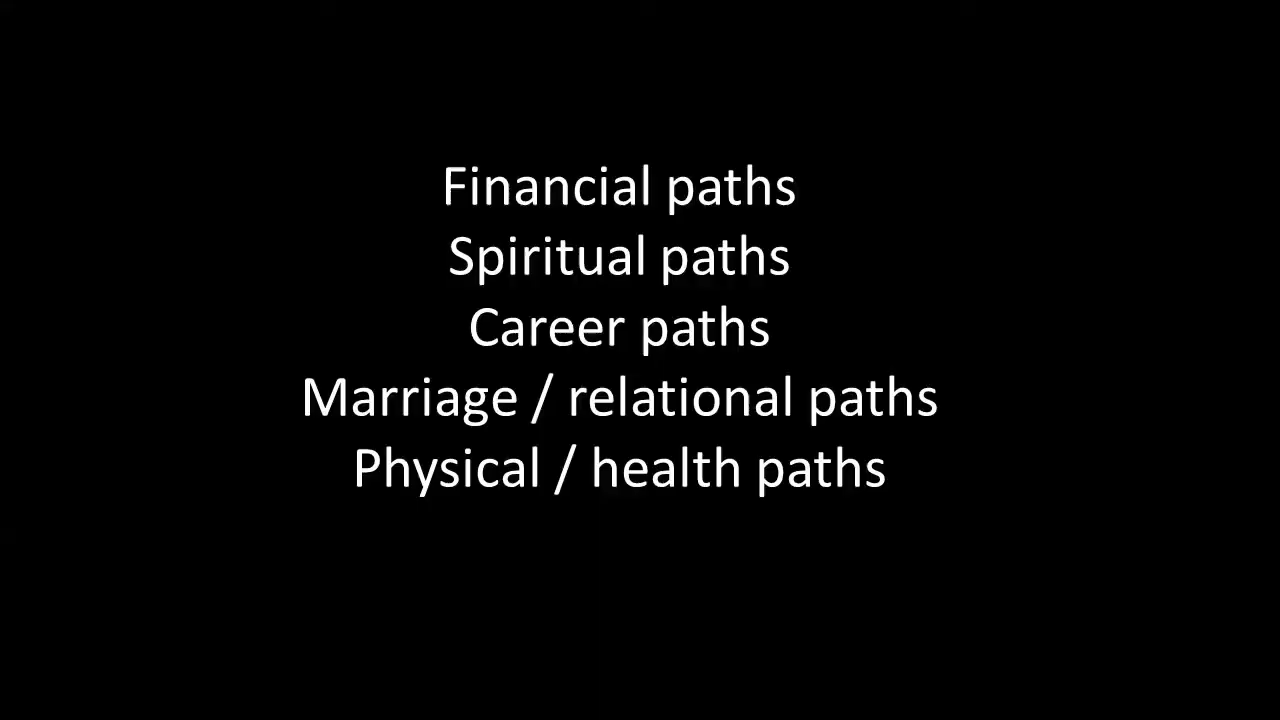 Financial paths
Spiritual paths
Career paths
Marriage / relational paths
Physical / health paths